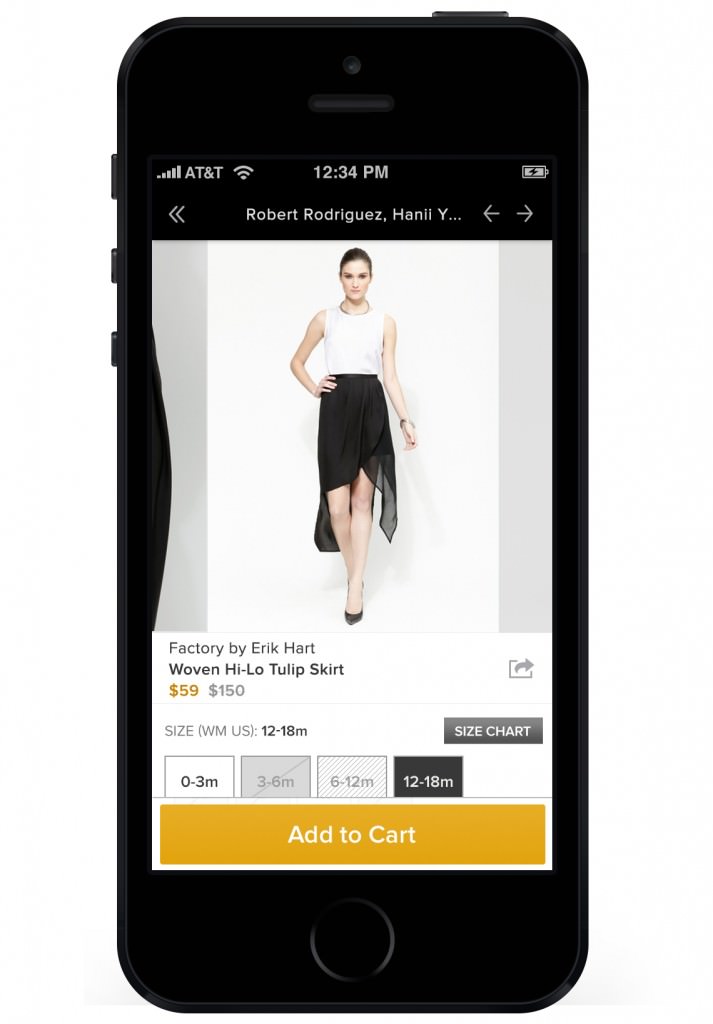 AT&T 12:34 PM
Robert Rodriguez, Hanii Y...
Factory by Erik Hart
Woven Hi-Lo Tulip Skirt
$59 $150
SIZE (WM US): 12-18m SIZE CHART
0-3m 3-6m 6-12m 12-18m
Add to Cart